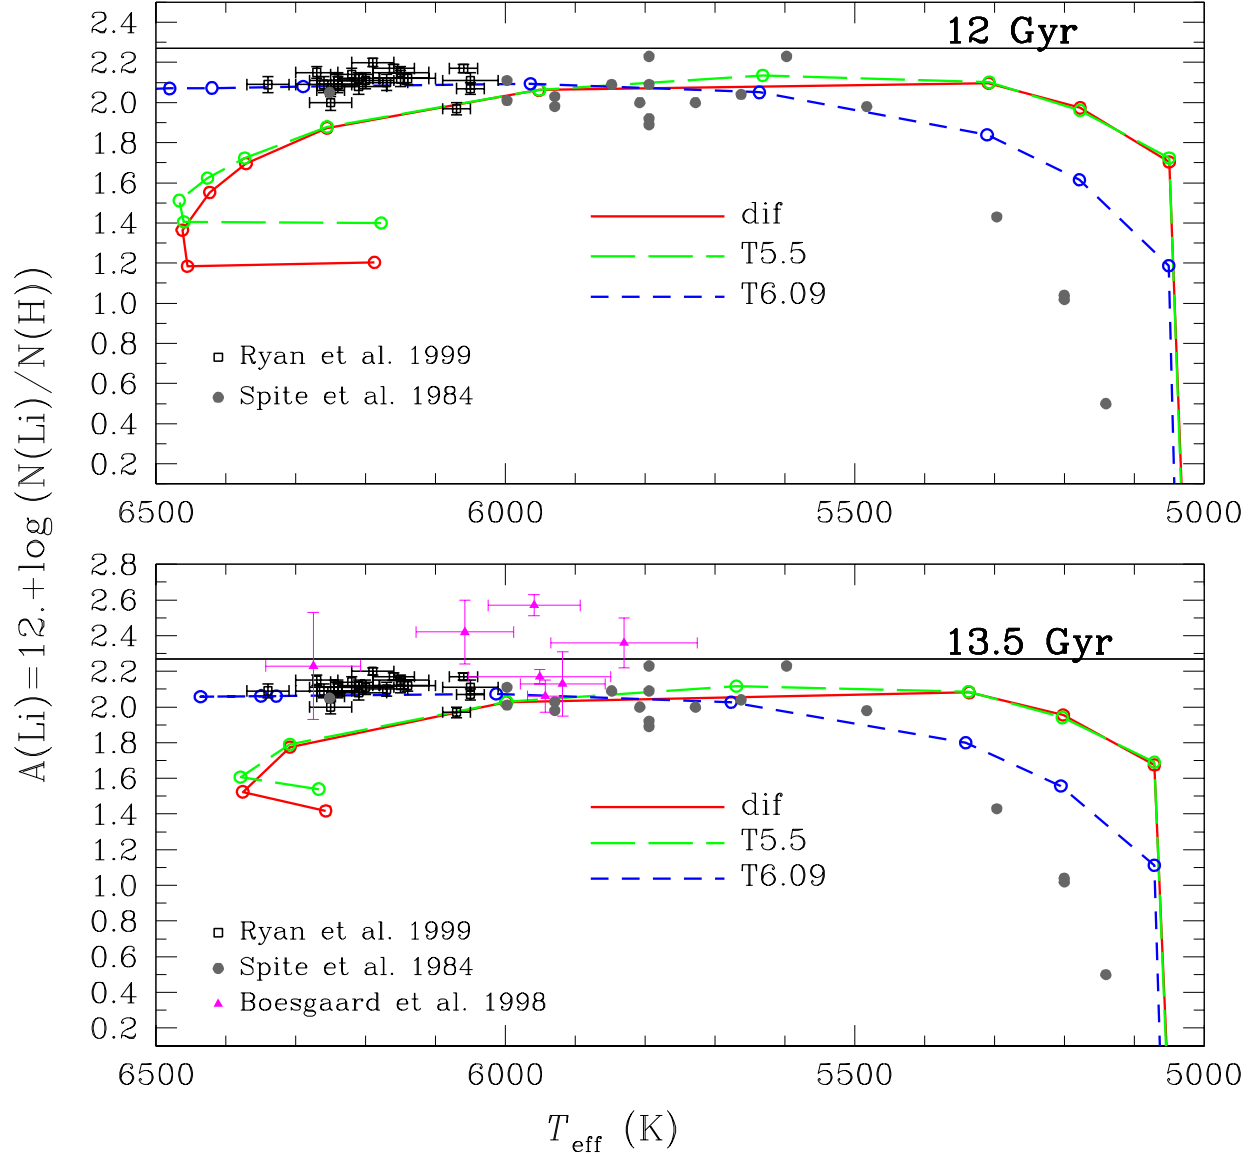 A(Li)=12.+log (N(Li)/N(H))
2.4
2.2
2.0
1.8
1.6
1.4
1.2
1.0
0.8
0.6
0.4
0.2
12 Gyr
dif
T5.5
T6.09
Ryan et al. 1999
Spite et al. 1984
6500 6000 5500 5000
2.8
2.6
2.4
2.2
2.0
1.8
1.6
1.4
1.2
1.0
0.8
0.6
0.4
0.2
13.5 Gyr
dif
T5.5
T6.09
Ryan et al. 1999
Spite et al. 1984
Boesgaard et al. 1998
6500 6000 5500 5000
Teff (K)